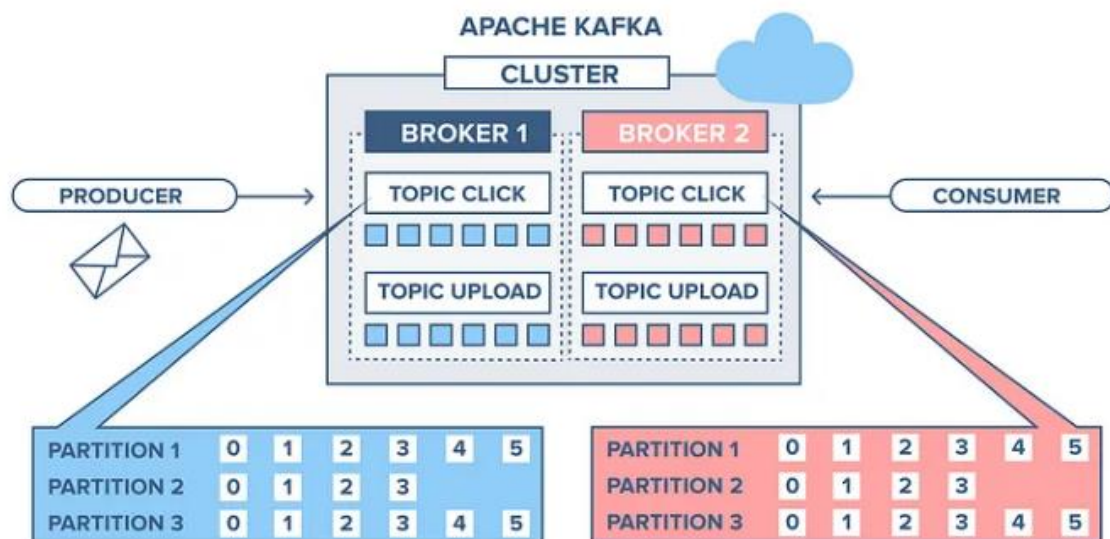 APACHE KAFKA
CLUSTER
BROKER 1 BROKER 2
PRODUCER TOPIC CLICK TOPIC CLICK CONSUMER
TOPIC UPLOAD TOPIC UPLOAD
PARTITION 1 0 1 2 3 4 5
PARTITION 2 0 1 2 3
PARTITION 3 0 1 2 3 4 5
PARTITION 1 0 1 2 3 4 5
PARTITION 2 0 1 2 3
PARTITION 3 0 1 2 3 4 5